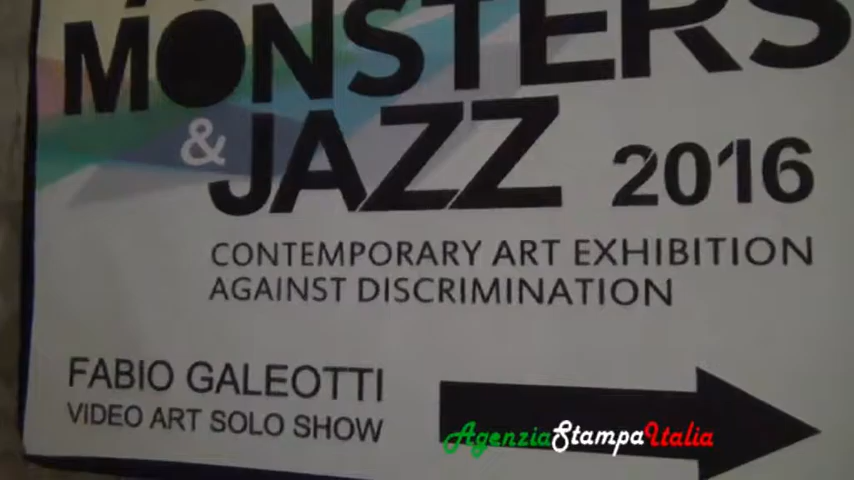 MONSTERS
& JAZZ 2016
CONTEMPORARY ART EXHIBITION
AGAINST DISCRIMINATION
FABIO GALEOTTI
VIDEO ART SOLO SHOW
AgenziaStampaItalia